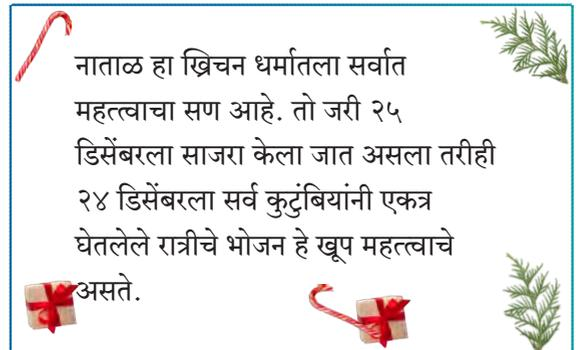 नाताळ हा ख्रिचन धर्मातला सर्वात
महत्त्वाचा सण आहे. तो जरी २५
डिसेंबरला साजरा केला जात असला तरीही
२४ डिसेंबरला सर्व कुटुंबियांनी एकत्र
घेतलेले रात्रीचे भोजन हे खूप महत्त्वाचे
असते.